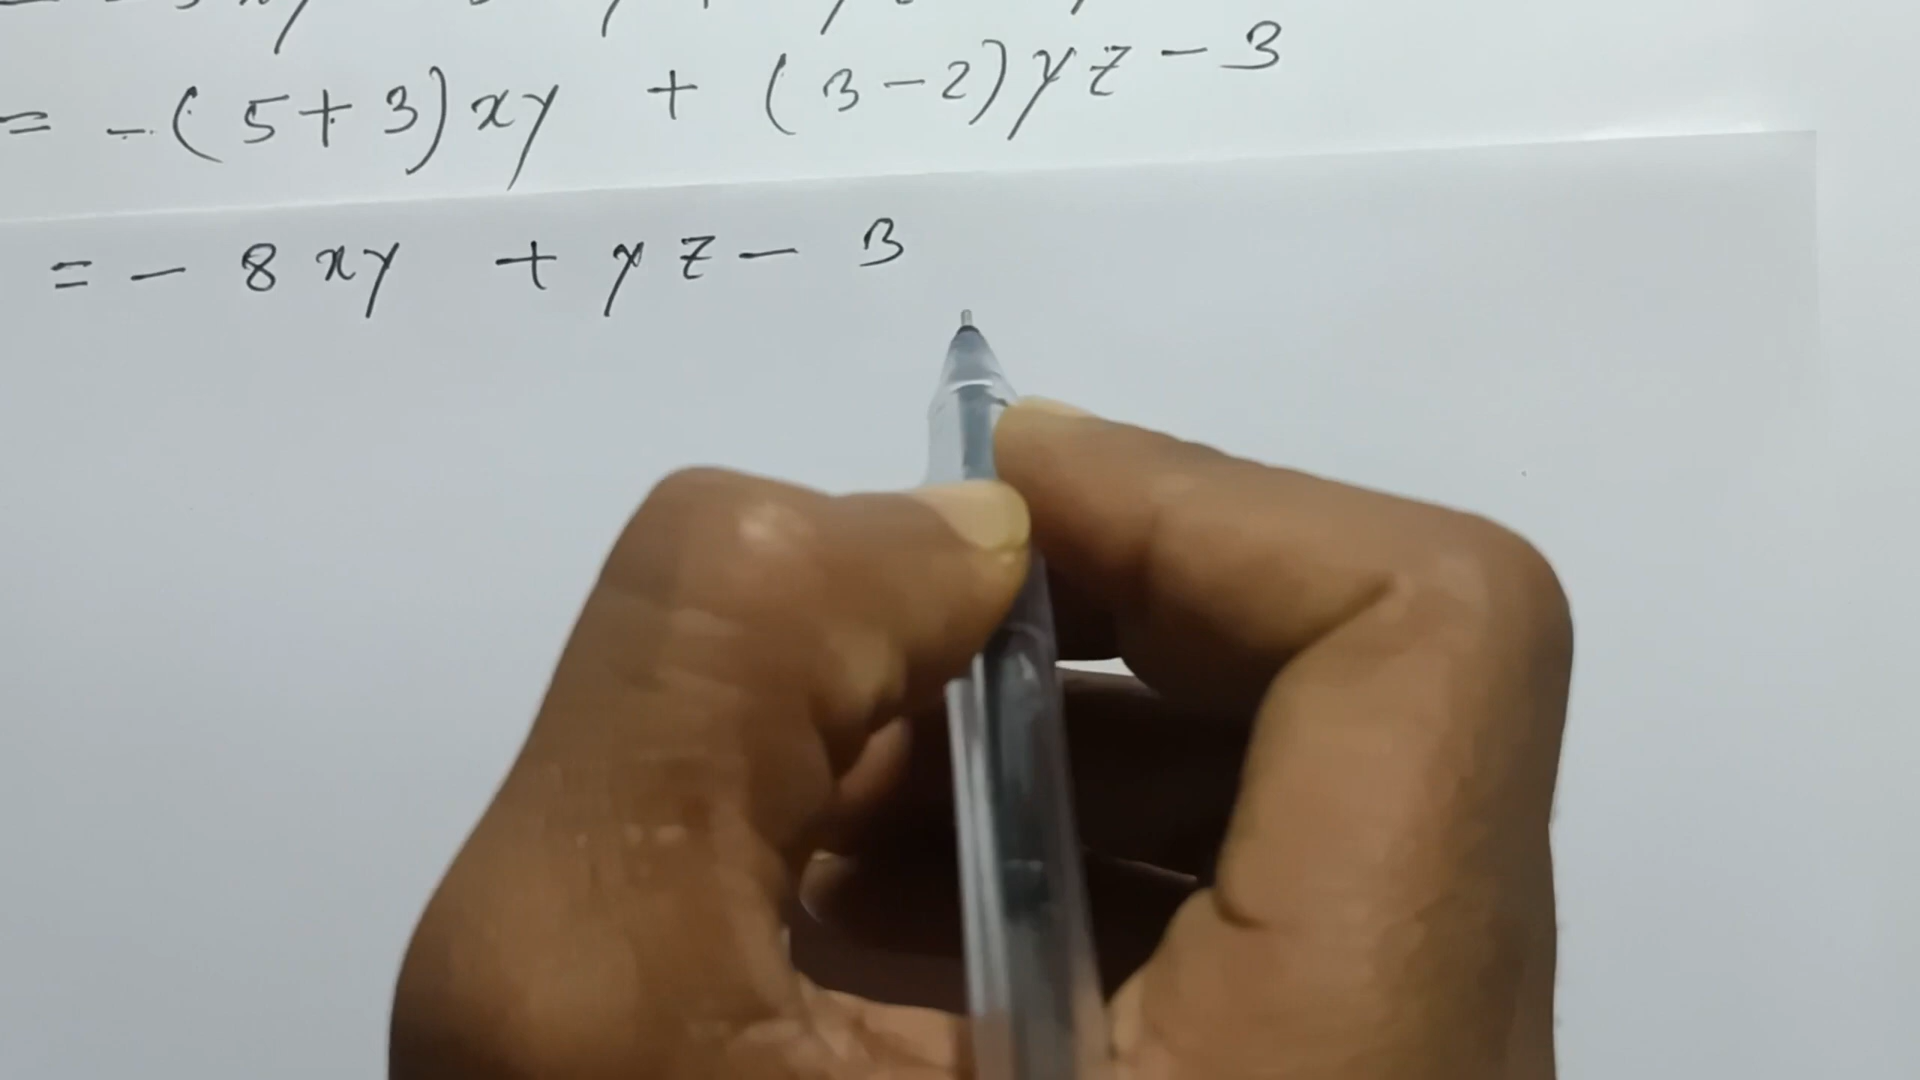 = -(5+3)xy + (3-2)yz - 3
= - 8xy + yz - 3